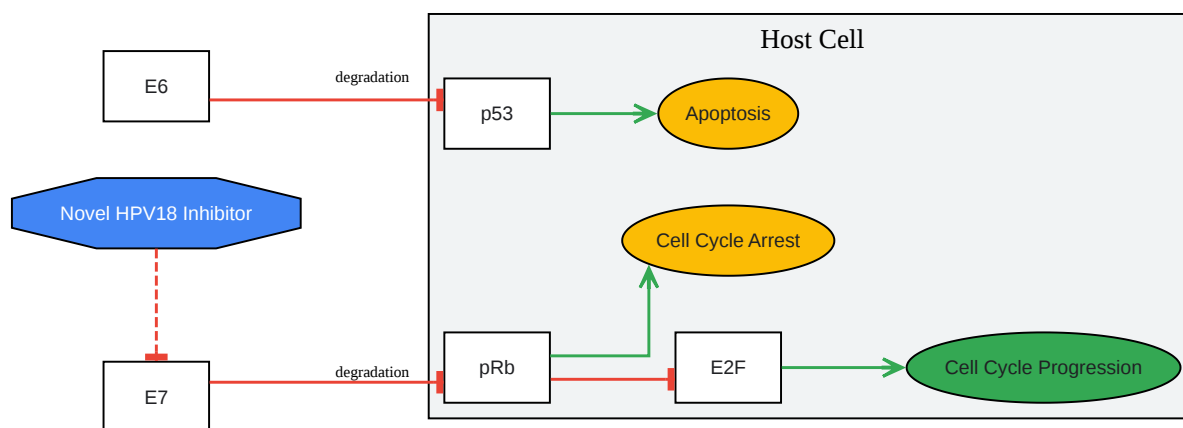 Host Cell
E6
degradation
p53
Apoptosis
Novel HPV18 Inhibitor
Cell Cycle Arrest
E7
degradation
pRb
E2F
Cell Cycle Progression